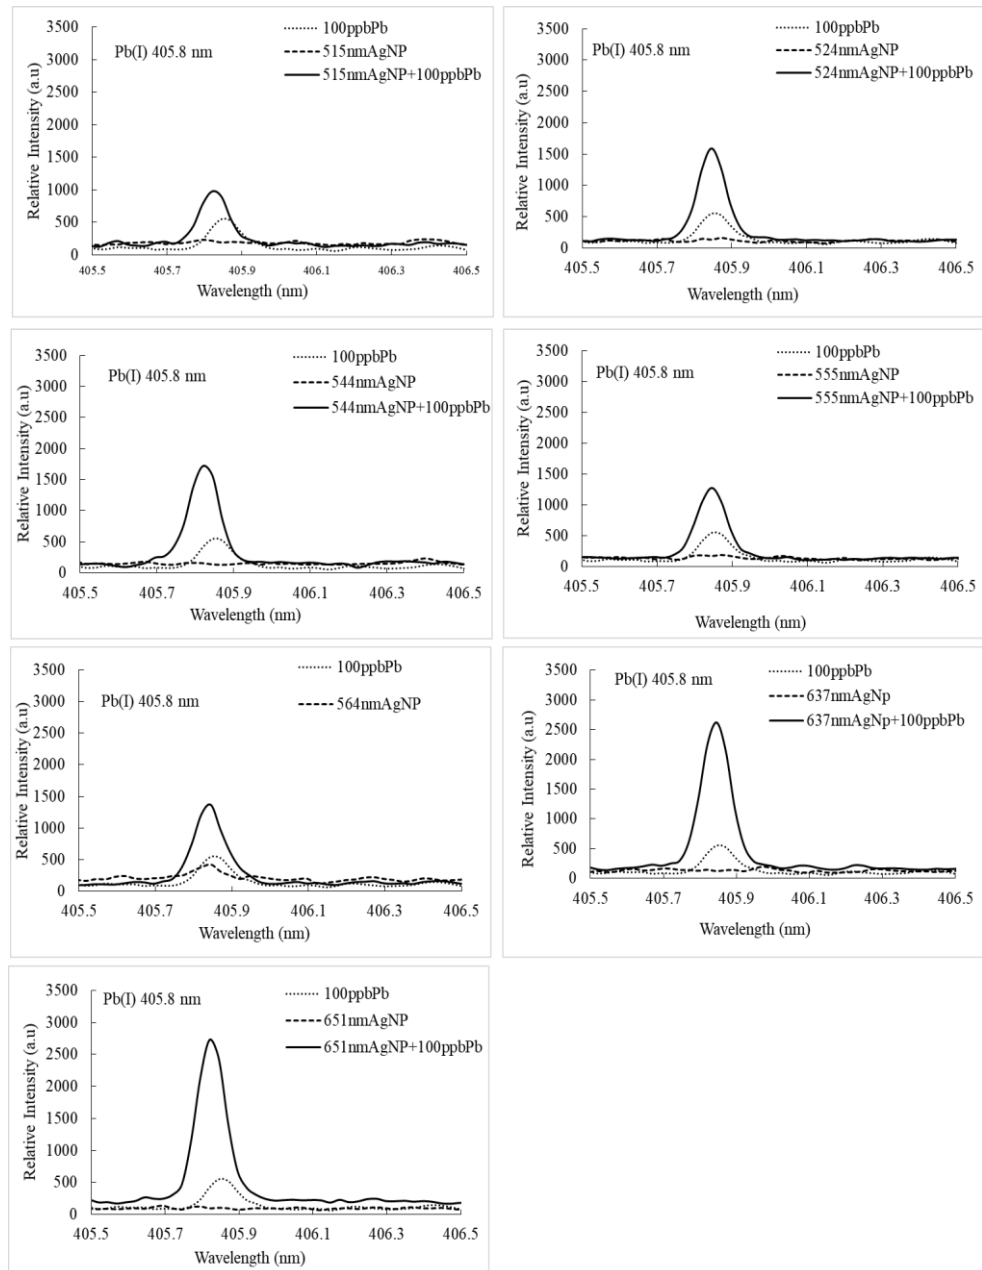 Pb(I) 405.8 nm
100ppbPb
515nmAgNP
515nmAgNP+100ppbPb
Relative Intensity (a.u)
3500
3000
2500
2000
1500
1000
500
0
405.5 405.7 405.9 406.1 406.3 406.5
Wavelength (nm)
Pb(I) 405.8 nm
100ppbPb
524nmAgNP
524nmAgNP+100ppbPb
Relative Intensity (a.u)
3500
3000
2500
2000
1500
1000
500
0
405.5 405.7 405.9 406.1 406.3 406.5
Wavelength (nm)
Pb(I) 405.8 nm
100ppbPb
544nmAgNP
544nmAgNP+100ppbPb
Relative Intensity (a.u)
3500
3000
2500
2000
1500
1000
500
0
405.5 405.7 405.9 406.1 406.3 406.5
Wavelength (nm)
Pb(I) 405.8 nm
100ppbPb
555nmAgNP
555nmAgNP+100ppbPb
Relative Intensity (a.u)
3500
3000
2500
2000
1500
1000
500
0
405.5 405.7 405.9 406.1 406.3 406.5
Wavelength (nm)
Pb(I) 405.8 nm
100ppbPb
564nmAgNP
Relative Intensity (a.u)
3500
3000
2500
2000
1500
1000
500
0
405.5 405.7 405.9 406.1 406.3 406.5
Wavelength (nm)
Pb(I) 405.8 nm
100ppbPb
637nmAgNp
637nmAgNp+100ppbPb
Relative Intensity (a.u)
3500
3000
2500
2000
1500
1000
500
0
405.5 405.7 405.9 406.1 406.3 406.5
Wavelength (nm)
Pb(I) 405.8 nm
100ppbPb
651nmAgNP
651nmAgNP+100ppbPb
Relative Intensity (a.u)
3500
3000
2500
2000
1500
1000
500
0
405.5 405.7 405.9 406.1 406.3 406.5
Wavelength (nm)